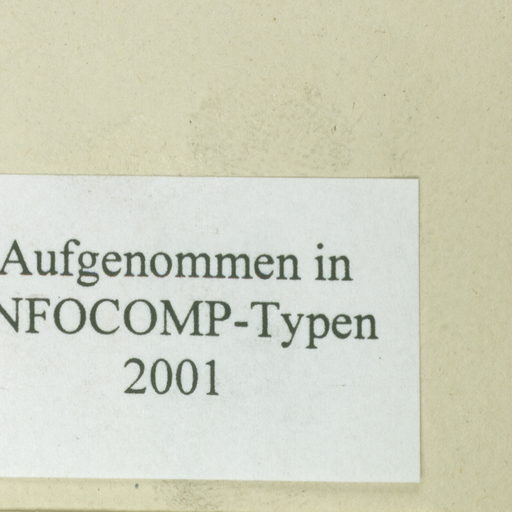 Aufgenommen in
NFOCOMP-Typen
2001